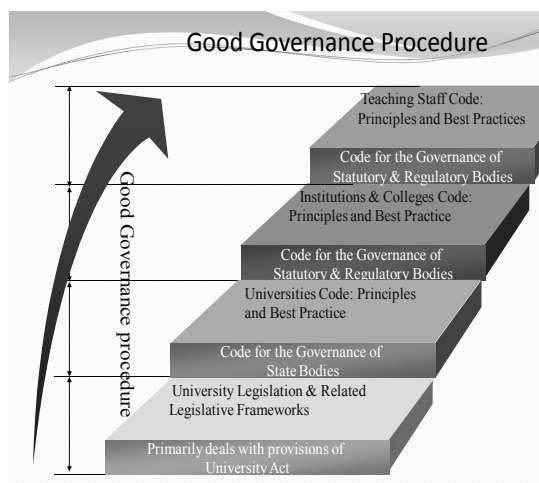 Good Governance Procedure
Teaching Staff Code:
Principles and Best Practices
Code for the Governance of
Statutory & Regulatory Bodies
Institutions & Colleges Code:
Principles and Best Practice
Code for the Governance of
Statutory & Regulatory Bodies
Universities Code: Principles
and Best Practice
Code for the Governance of
State Bodies
University Legislation & Related
Legislative Frameworks
Primarily deals with provisions of
University Act
Good Governance procedure